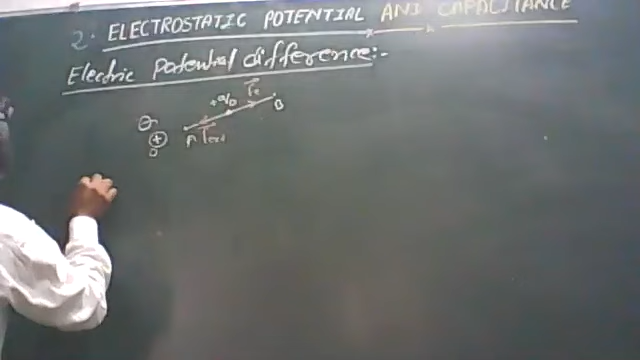 2. ELECTROSTATIC POTENTIAL AND CAPACITANCE
Electric Potential difference:-
+q0
B
A
+
O